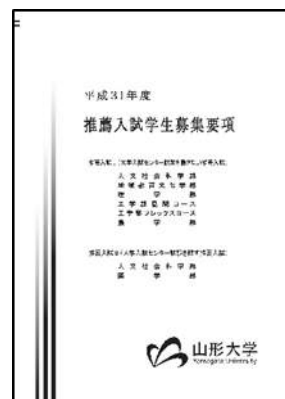 平成31年度
推薦入試学生募集要項
人文社会科学部
地域教育文化学部
理学部
工学部昼間コース
工学部フレックスコース
農学部
人文社会科学部
医学部
山形大学
Yamagata University